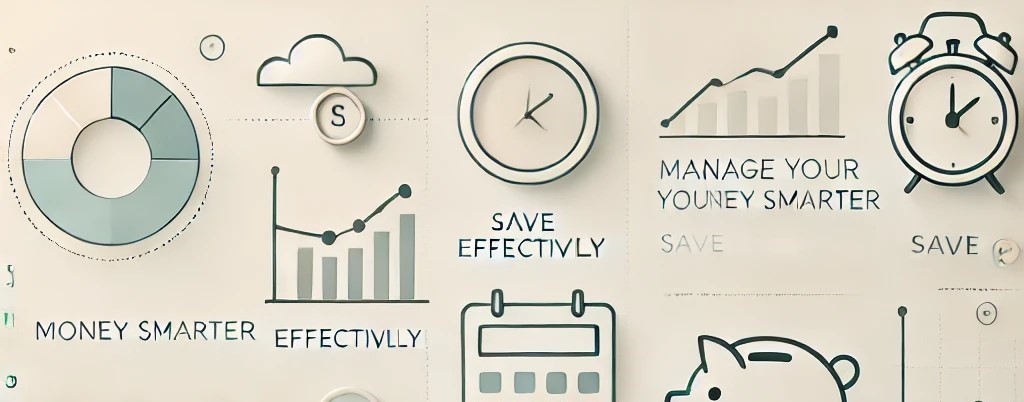 S
MONEY SMARTER
EFFECTIVLLY
SAVE
EFFECTIVLY
MANAGE YOUR
YOUNEY SMARTER
SAVE
SAVE